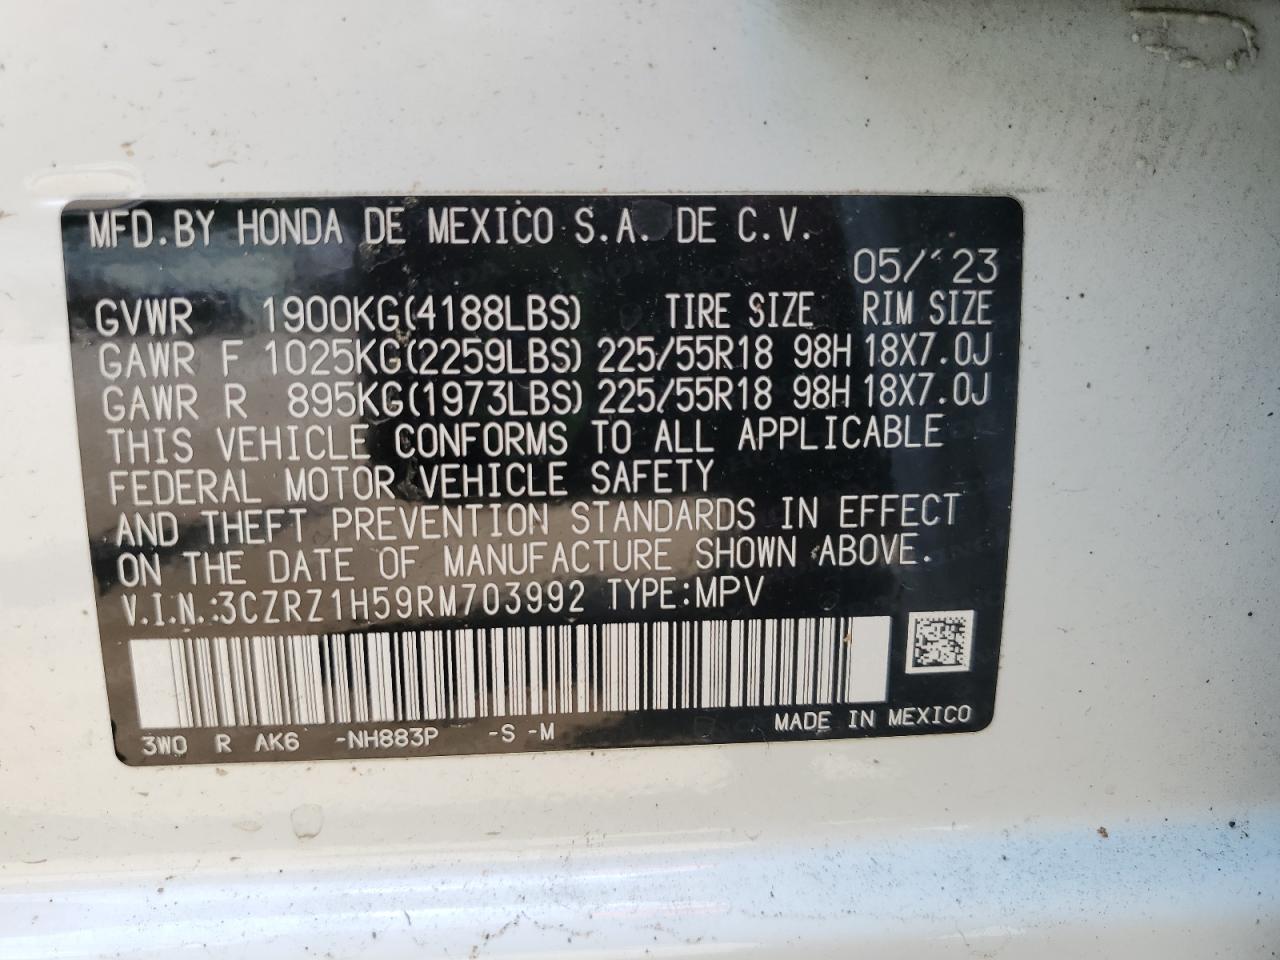 MFD.BY HONDA DE MEXICO S.A. DE C.V.
05/'23
GVWR 1900KG(4188LBS) TIRE SIZE RIM SIZE
GAWR F 1025KG(2259LBS) 225/55R18 98H 18X7.0J
GAWR R 895KG(1973LBS) 225/55R18 98H 18X7.0J
THIS VEHICLE CONFORMS TO ALL APPLICABLE
FEDERAL MOTOR VEHICLE SAFETY
AND THEFT PREVENTION STANDARDS IN EFFECT
ON THE DATE OF MANUFACTURE SHOWN ABOVE.
V.I.N.:3CZRZ1H59RM703992 TYPE:MPV
3WO R AK6 -NH883P -S -M MADE IN MEXICO